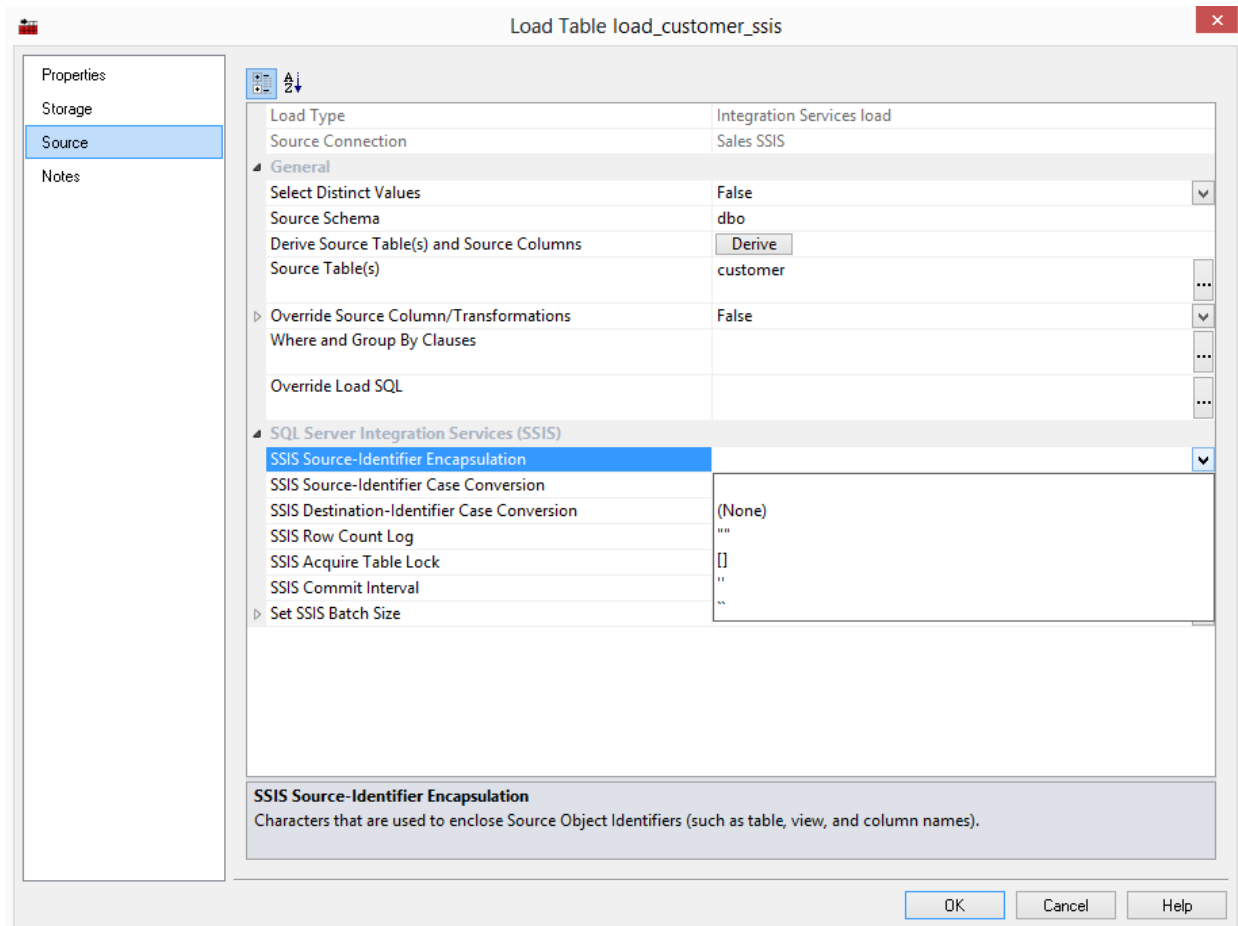 Load Table load_customer_ssis
Properties
Storage
Source
Notes
Load Type Integration Services load
Source Connection Sales SSIS
General
Select Distinct Values False
Source Schema dbo
Derive Source Table(s) and Source Columns Derive
Source Table(s) customer ...
Override Source Column/Transformations False
Where and Group By Clauses ...
Override Load SQL ...
SQL Server Integration Services (SSIS)
SSIS Source-Identifier Encapsulation
SSIS Source-Identifier Case Conversion
SSIS Destination-Identifier Case Conversion (None)
SSIS Row Count Log ""
SSIS Acquire Table Lock []
SSIS Commit Interval ''
Set SSIS Batch Size ``
SSIS Source-Identifier Encapsulation
Characters that are used to enclose Source Object Identifiers (such as table, view, and column names).
OK Cancel Help